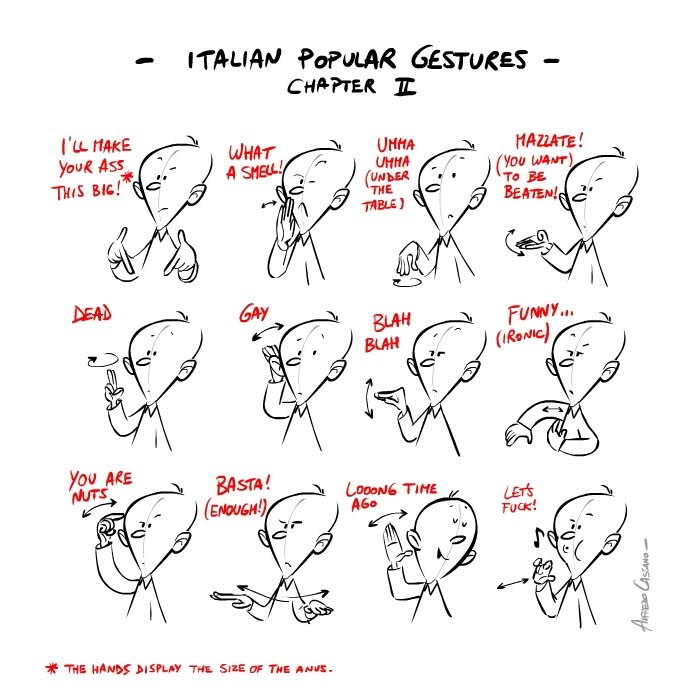 - ITALIAN POPULAR GESTURES -
CHAPTER II
I'LL MAKE
YOUR ASS
THIS BIG!*
WHAT
A SMELL!
UMMA
UMMA
(UNDER
THE
TABLE)
MAZZATE!
(YOU WANT)
TO BE
BEATEN!
DEAD
GAY
BLAH
BLAH
FUNNY...
(IRONIC)
YOU ARE
NUTS
BASTA!
(ENOUGH!)
LOOONG TIME
AGO
LET'S
FUCK!
ALFREDO CASSANO -
* THE HANDS DISPLAY THE SIZE OF THE ANUS.